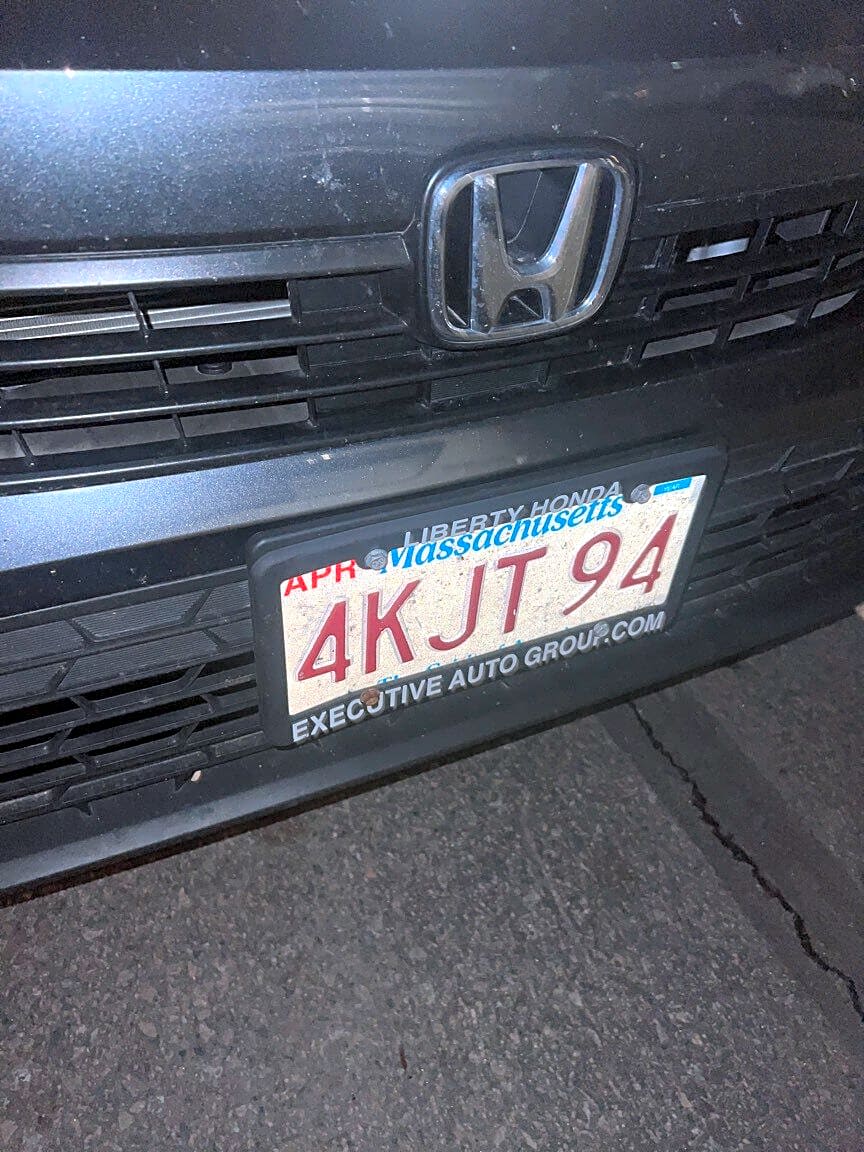 LIBERTY HONDA
Massachusetts
APR
4KJT 94
EXECUTIVE AUTO GROUP.COM